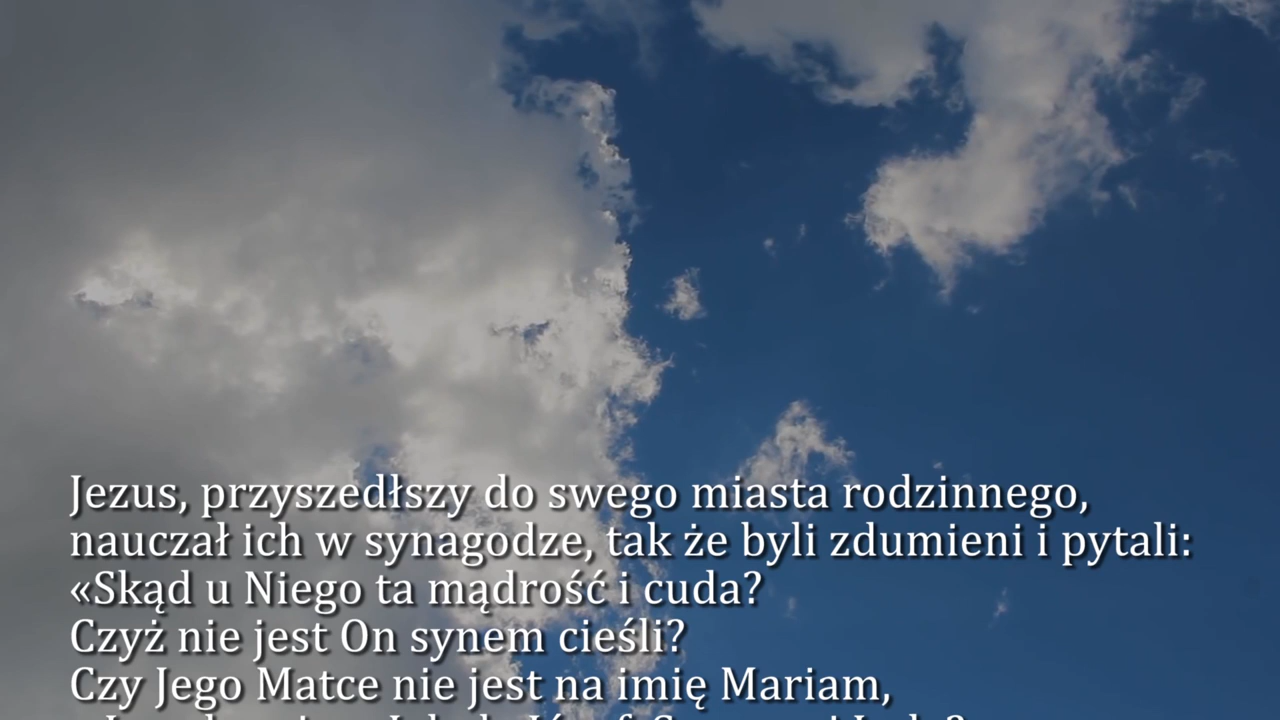 Jezus, przyszedłszy do swego miasta rodzinnego,
nauczał ich w synagodze, tak że byli zdumieni i pytali:
«Skąd u Niego ta mądrość i cuda?
Czyż nie jest On synem cieśli?
Czy Jego Matce nie jest na imię Mariam,